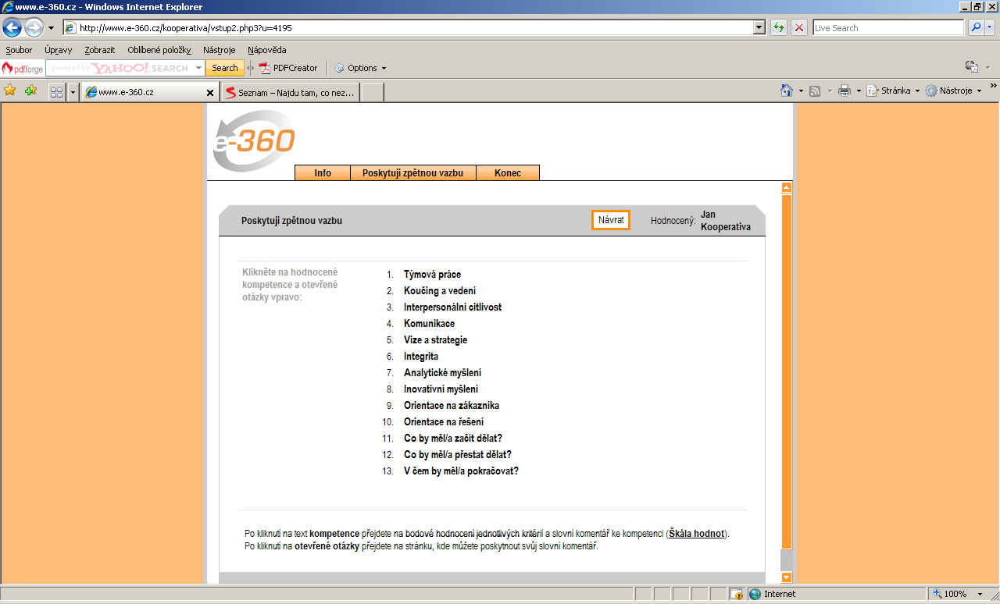 www.e-360.cz - Windows Internet Explorer
http://www.e-360.cz/kooperativa/vstup2.php3?u=4195
Live Search
Soubor Úpravy Zobrazit Oblíbené položky Nástroje Nápověda
pdfforge powered by YAHOO! SEARCH Search PDFCreator Options
www.e-360.cz Seznam – Najdu tam, co nez... Stránka Nástroje
e-360
Info Poskytuji zpětnou vazbu Konec
Poskytuji zpětnou vazbu Návrat Hodnocený: Jan
Kooperativa
Klikněte na hodnocené
kompetence a otevřené
otázky vpravo:
1. Týmová práce
2. Koučing a vedení
3. Interpersonální citlivost
4. Komunikace
5. Vize a strategie
6. Integrita
7. Analytické myšlení
8. Inovativní myšlení
9. Orientace na zákazníka
10. Orientace na řešení
11. Co by měl/a začít dělat?
12. Co by měl/a přestat dělat?
13. V čem by měl/a pokračovat?
Po kliknutí na text kompetence přejdete na bodové hodnocení jednotlivých kritérií a slovní komentář ke kompetenci (Škála hodnot).
Po kliknutí na otevřené otázky přejdete na stránku, kde můžete poskytnout svůj slovní komentář.
Internet 100%